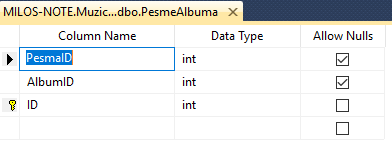 MILOS-NOTE.Muzic...dbo.PesmeAlbuma
Column Name Data Type Allow Nulls
PesmaID int
AlbumID int
ID int